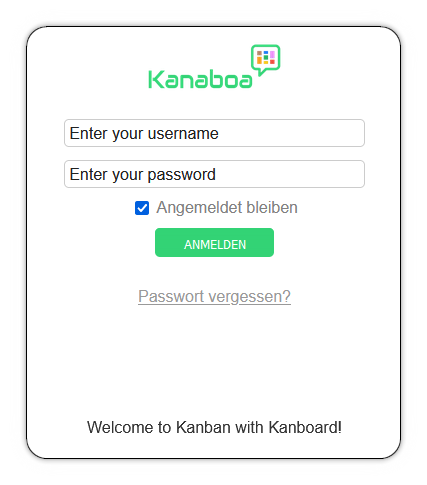 Kanaboa
Enter your username
Enter your password
Angemeldet bleiben
ANMELDEN
Passwort vergessen?
Welcome to Kanban with Kanboard!